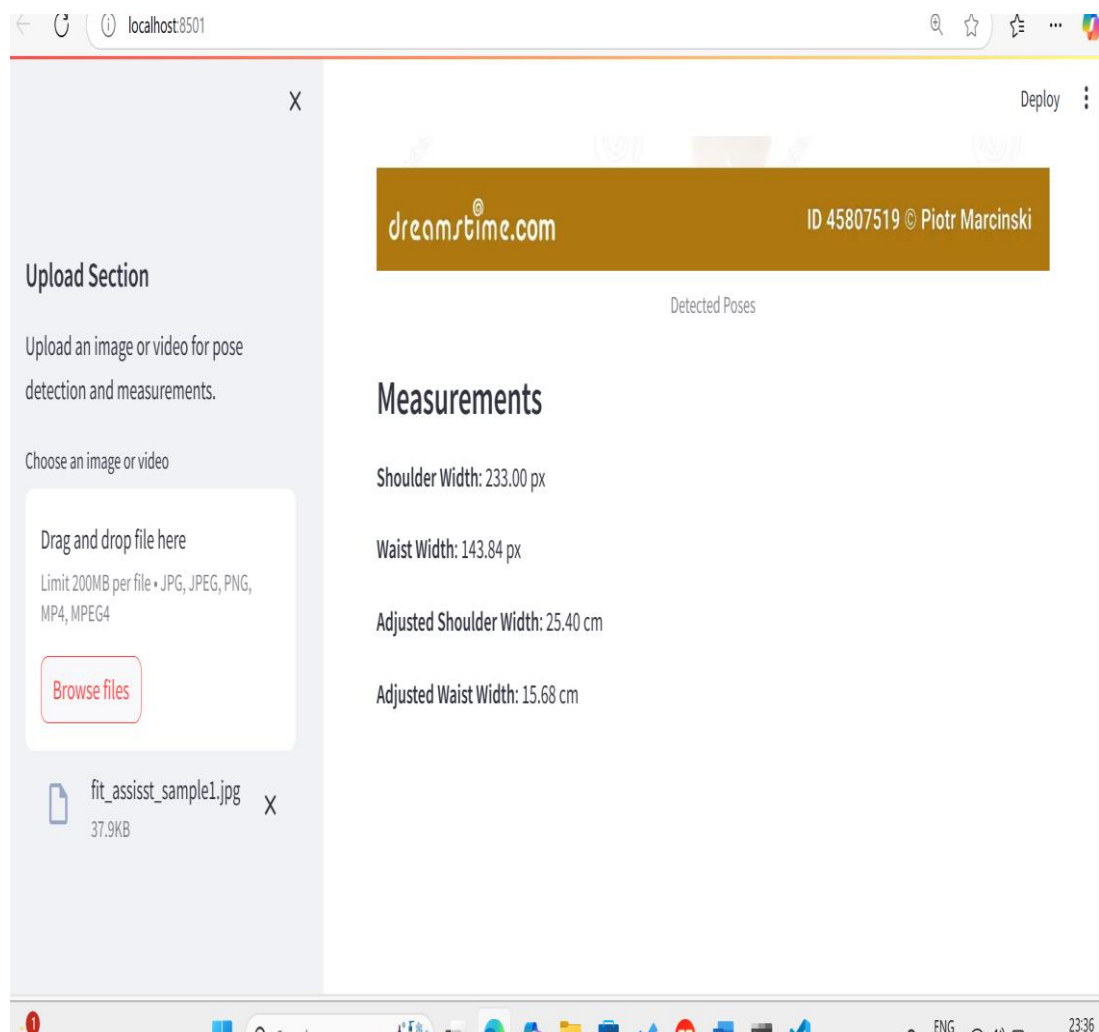 localhost:8501
Deploy
dreamstime.com
ID 45807519 © Piotr Marcinski
Detected Poses
Upload Section
Upload an image or video for pose
detection and measurements.
Choose an image or video
Drag and drop file here
Limit 200MB per file • JPG, JPEG, PNG,
MP4, MPEG4
Browse files
fit_assisst_sample1.jpg
37.9KB
Measurements
Shoulder Width: 233.00 px
Waist Width: 143.84 px
Adjusted Shoulder Width: 25.40 cm
Adjusted Waist Width: 15.68 cm
1
ENG
23:36